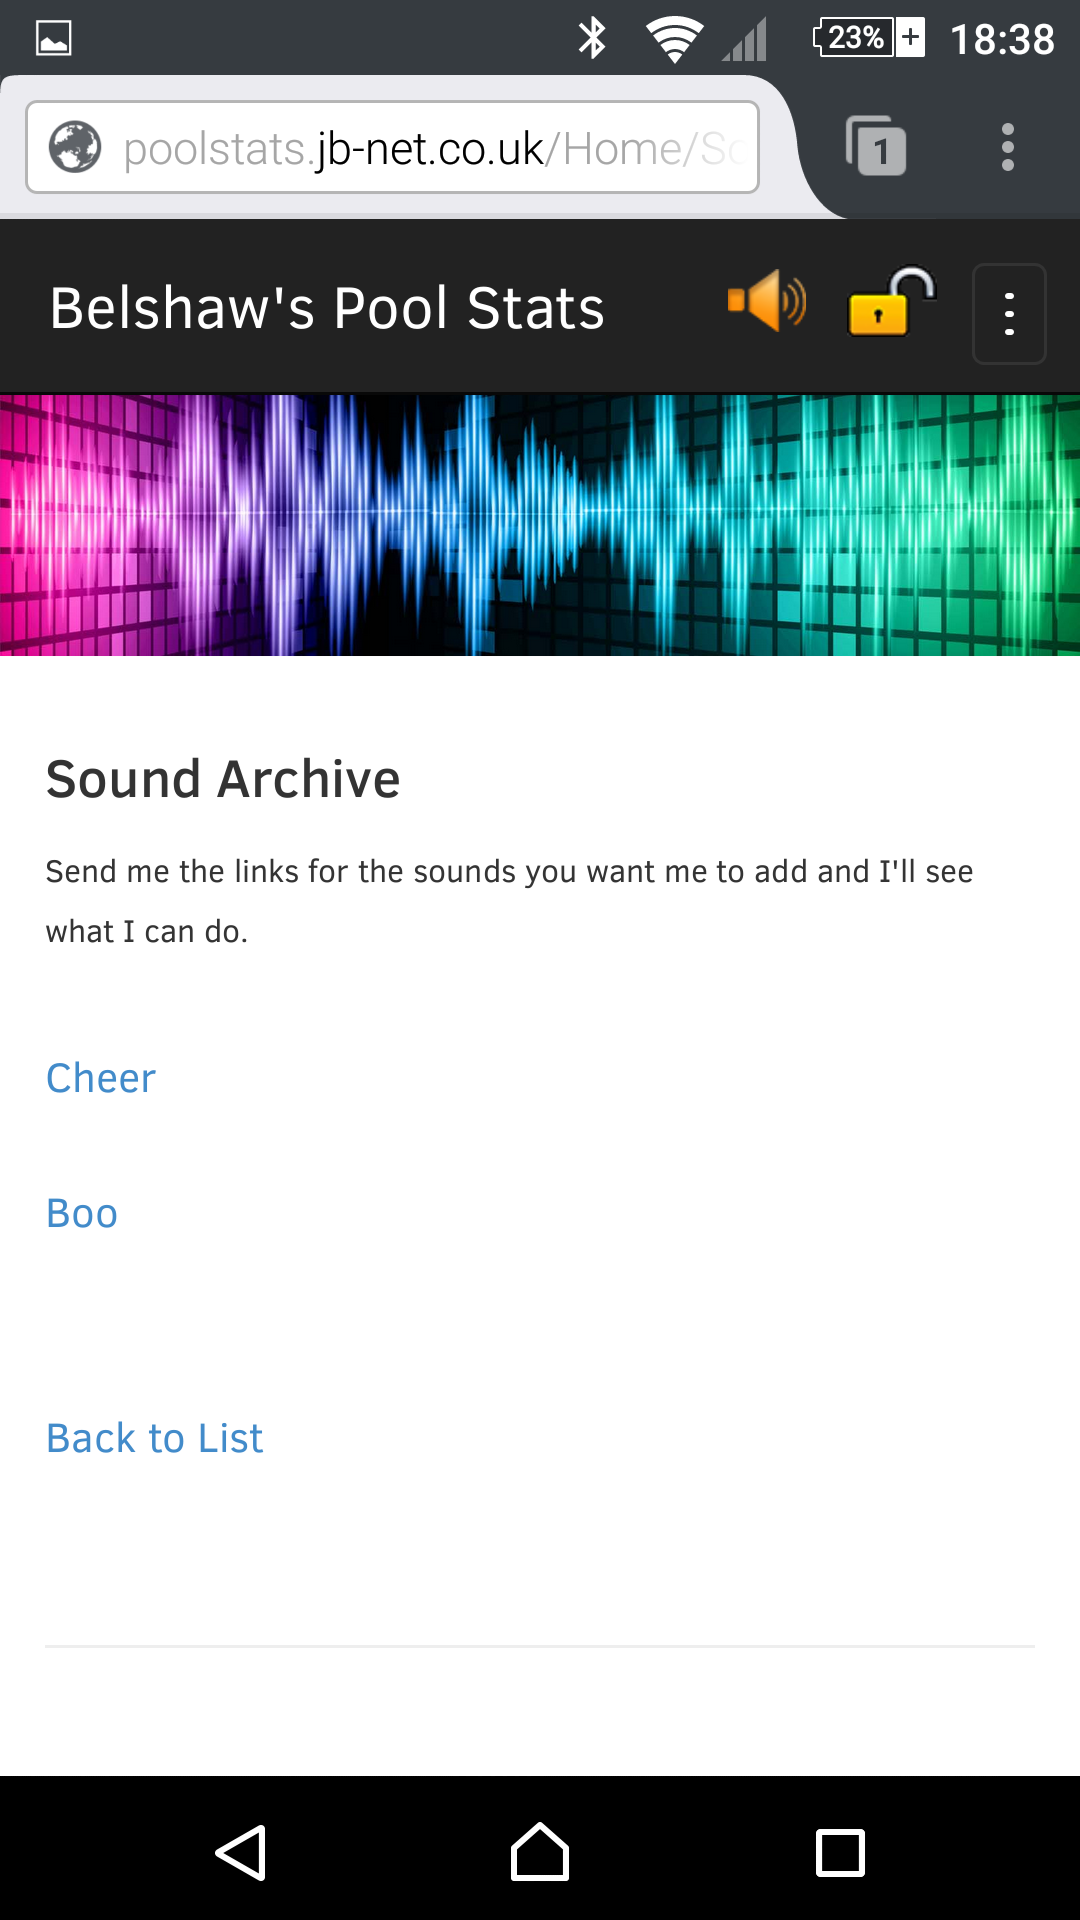 23% 18:38
poolstats.jb-net.co.uk/Home/So
1
Belshaw's Pool Stats
Sound Archive
Send me the links for the sounds you want me to add and I'll see
what I can do.
Cheer
Boo
Back to List